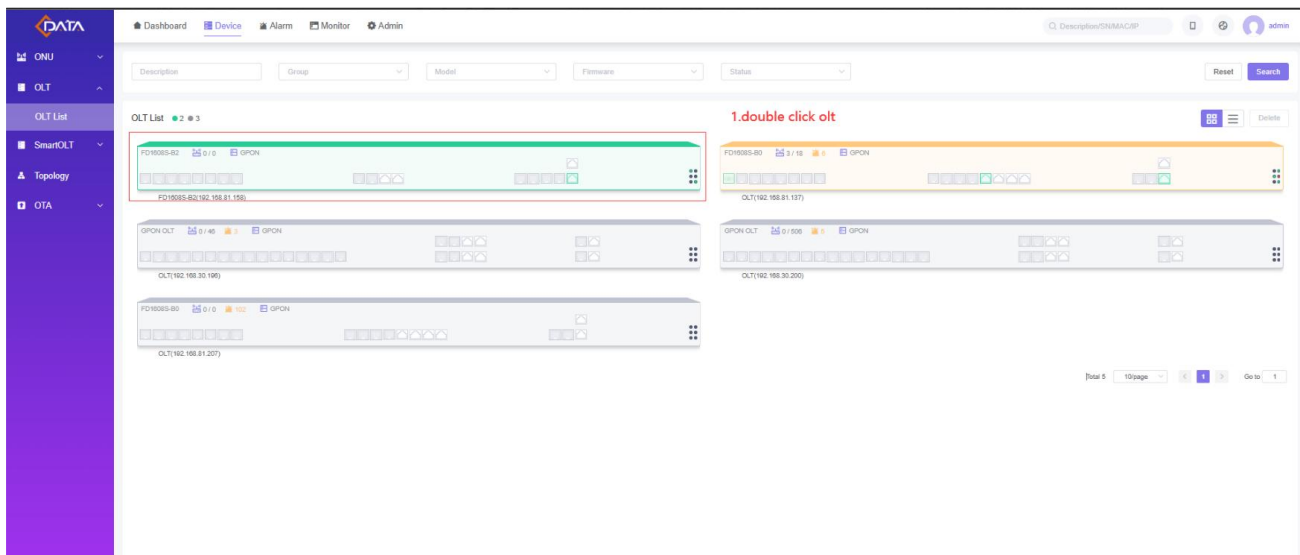 DATA
Dashboard Device Alarm Monitor Admin
Description/SN/MAC/IP
admin
ONU
OLT
OLT List
SmartOLT
Topology
OTA
Description Group Model Firmware Status Reset Search
OLT List 2 3
1.double click olt
Delete
FD1608S-B2 0 / 0 GPON
FD1608S-B2(192.168.81.158)
FD1608S-B0 3 / 18 GPON
OLT(192.168.81.137)
GPON OLT 0 / 46 3 GPON
OLT(192.168.30.196)
GPON OLT 0 / 506 GPON
OLT(192.168.30.200)
FD1608S-B0 0 / 0 GPON
OLT(192.168.81.207)
Total 5 10/page 1 Go to 1